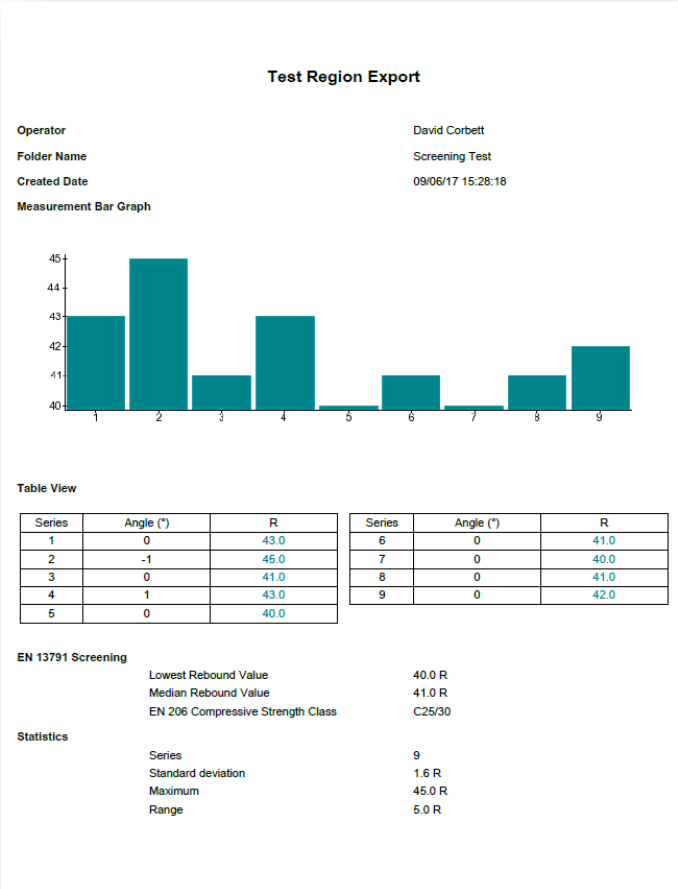 Test Region Export
Operator David Corbett
Folder Name Screening Test
Created Date 09/06/17 15:28:18
Measurement Bar Graph
45
44
43
42
41
40
1 2 3 4 5 6 7 8 9
Table View
Series Angle (°) R Series Angle (°) R
1 0 43.0 6 0 41.0
2 -1 45.0 7 0 40.0
3 0 41.0 8 0 41.0
4 1 43.0 9 0 42.0
5 0 40.0
EN 13791 Screening
Lowest Rebound Value 40.0 R
Median Rebound Value 41.0 R
EN 206 Compressive Strength Class C25/30
Statistics
Series 9
Standard deviation 1.6 R
Maximum 45.0 R
Range 5.0 R